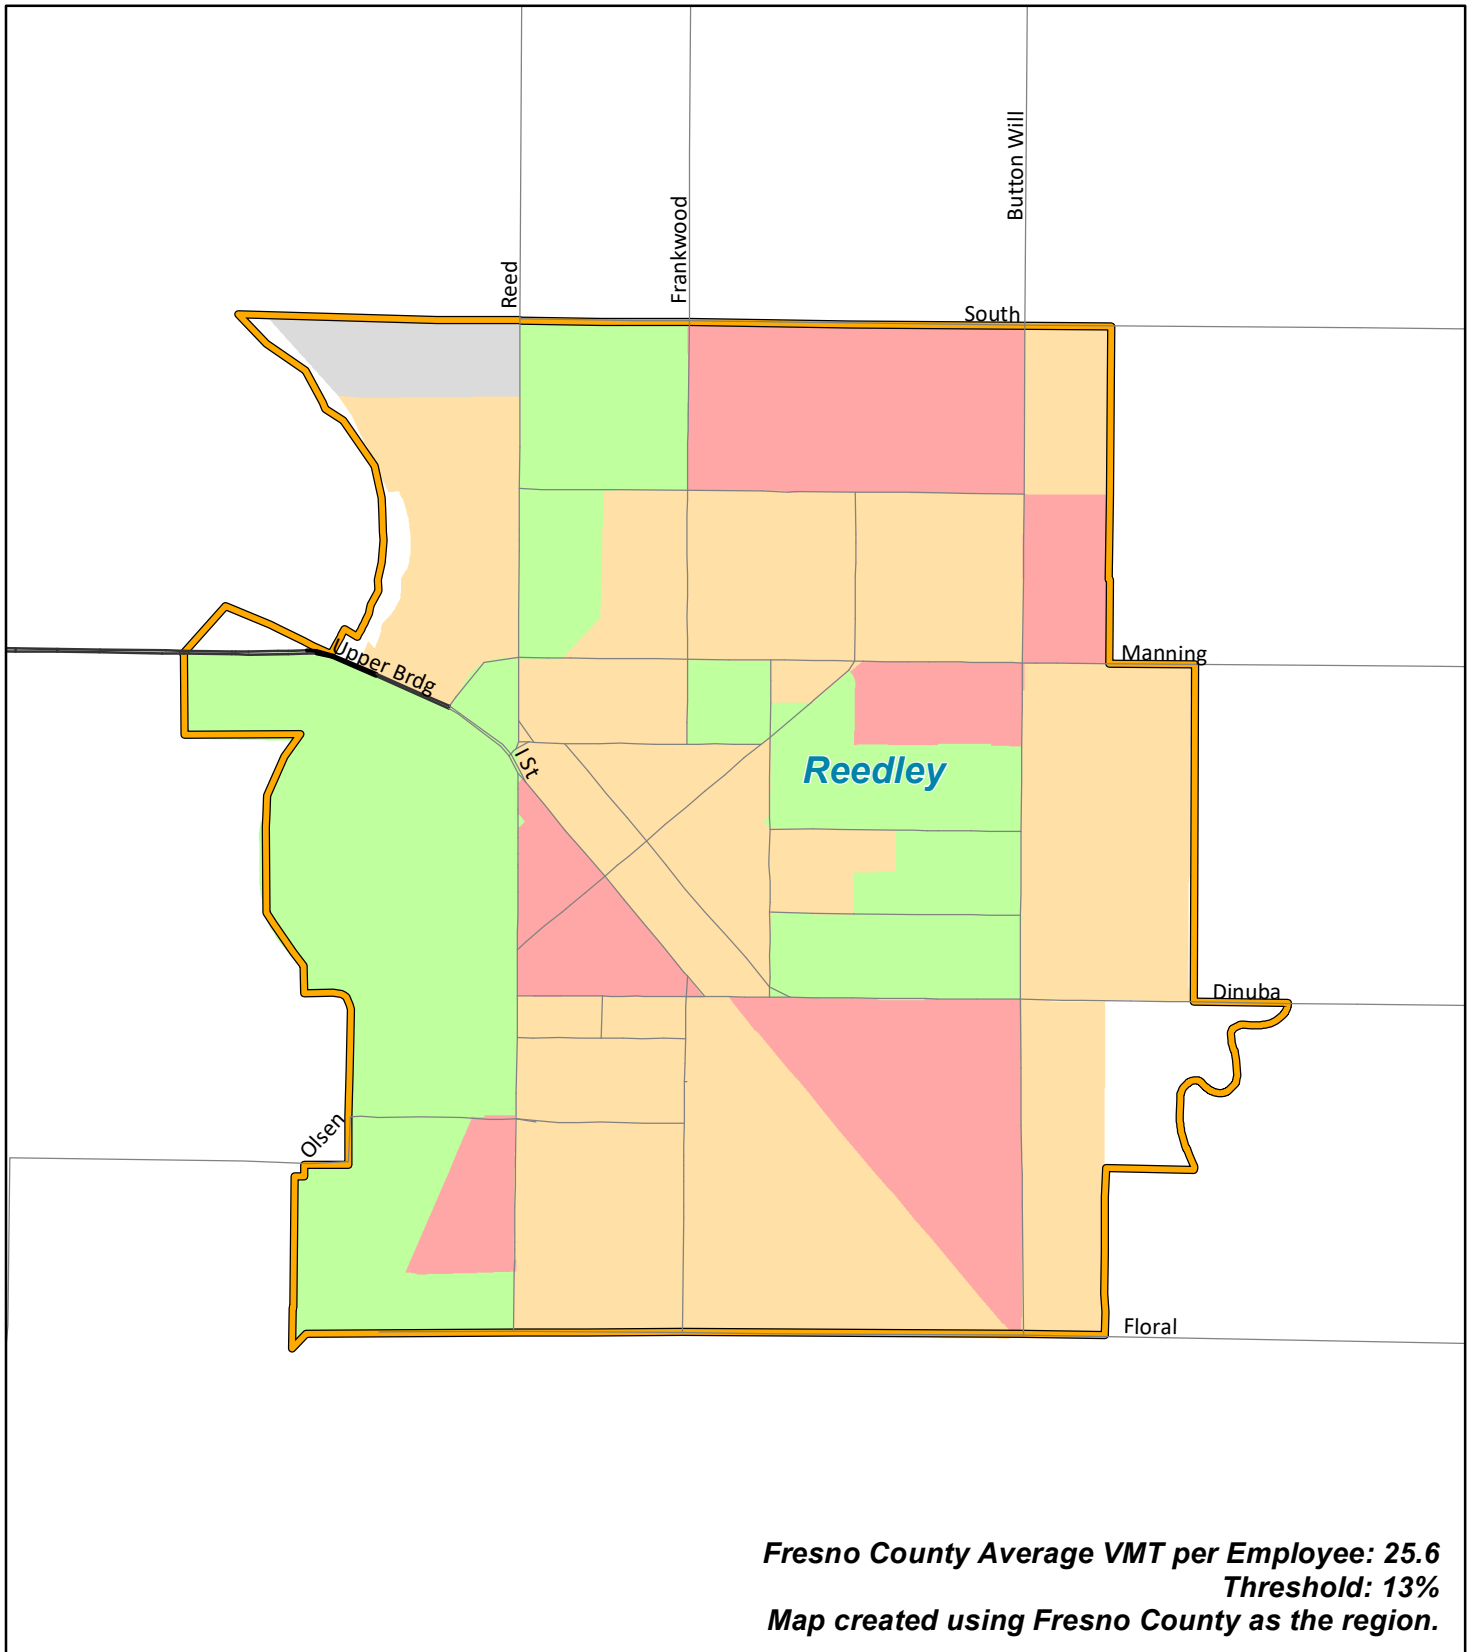 Button Will
Frankwood
Reed
South
Upper Brdg
Manning
I St
Reedley
Dinuba
Olsen
Floral
Fresno County Average VMT per Employee: 25.6
Threshold: 13%
Map created using Fresno County as the region.